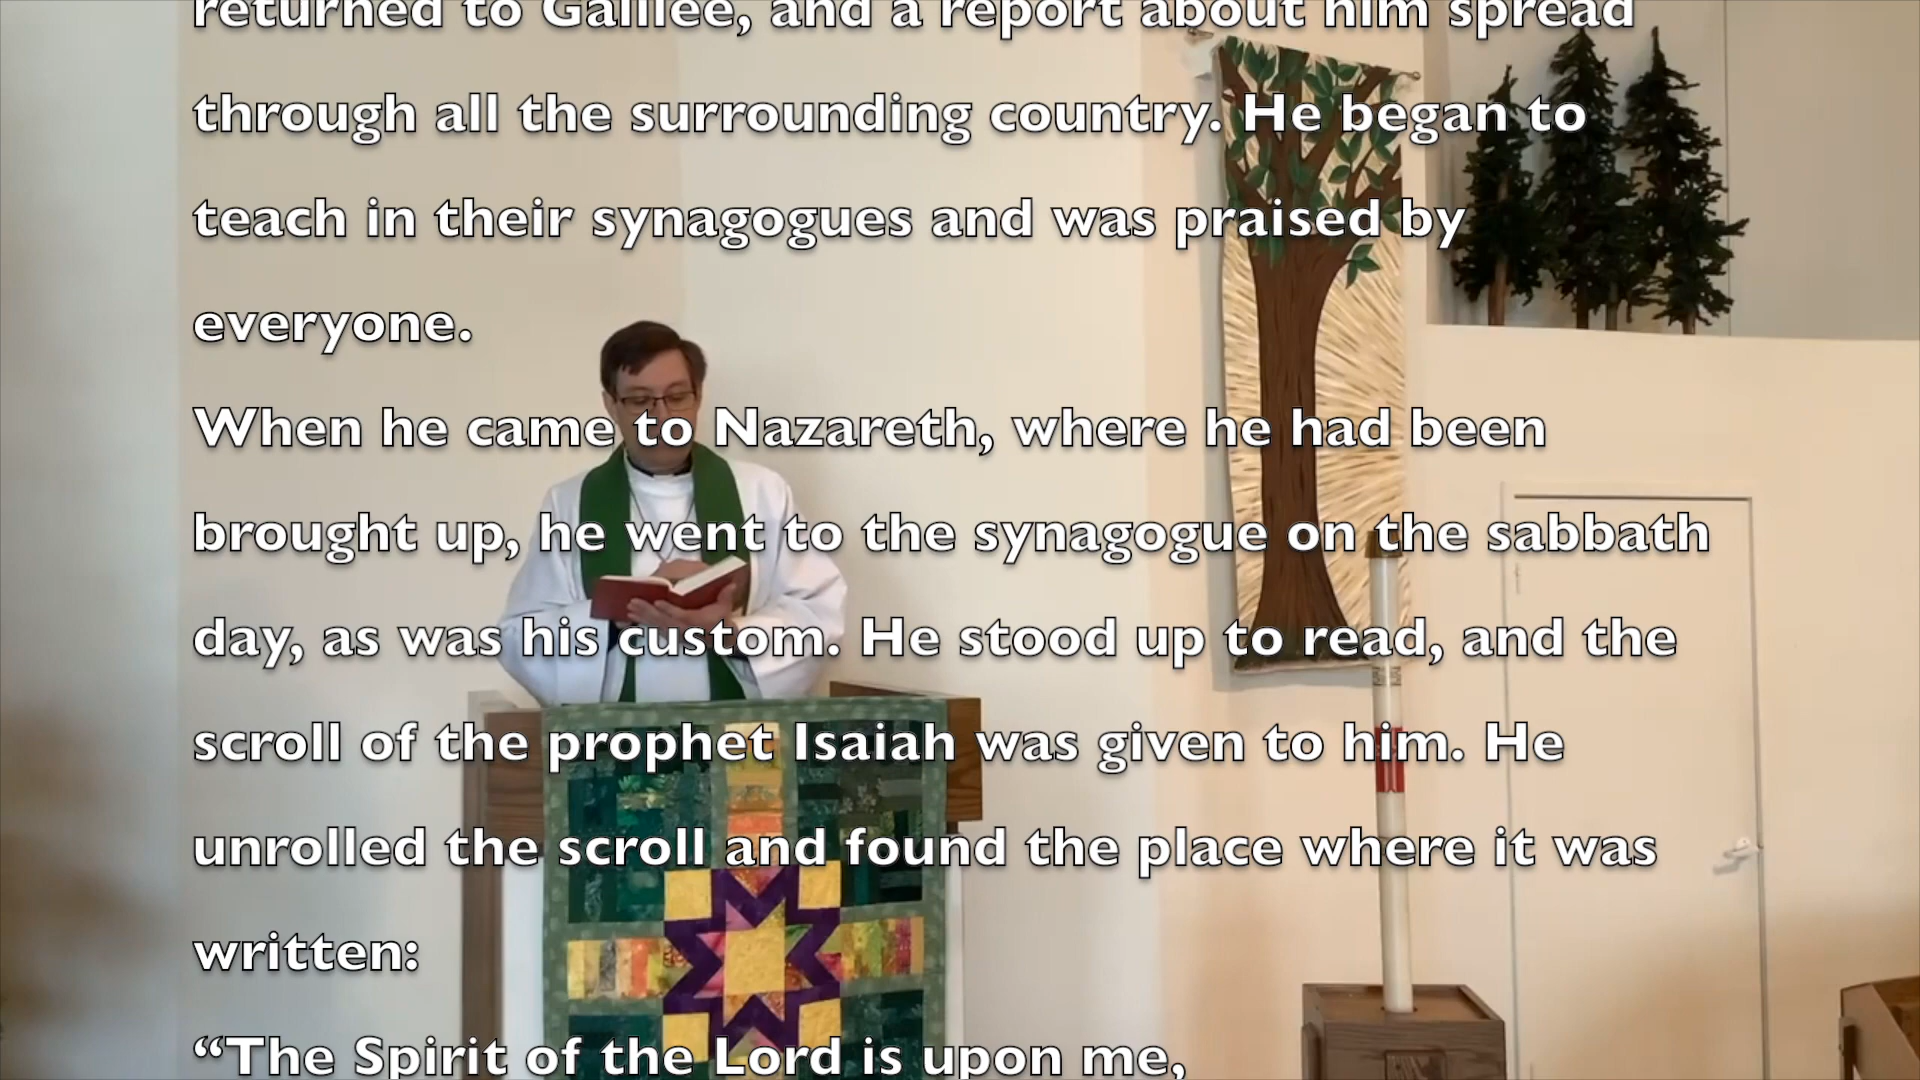 returned to Galilee, and a report about him spread
through all the surrounding country. He began to
teach in their synagogues and was praised by
everyone.
When he came to Nazareth, where he had been
brought up, he went to the synagogue on the sabbath
day, as was his custom. He stood up to read, and the
scroll of the prophet Isaiah was given to him. He
unrolled the scroll and found the place where it was
written:
“The Spirit of the Lord is upon me,